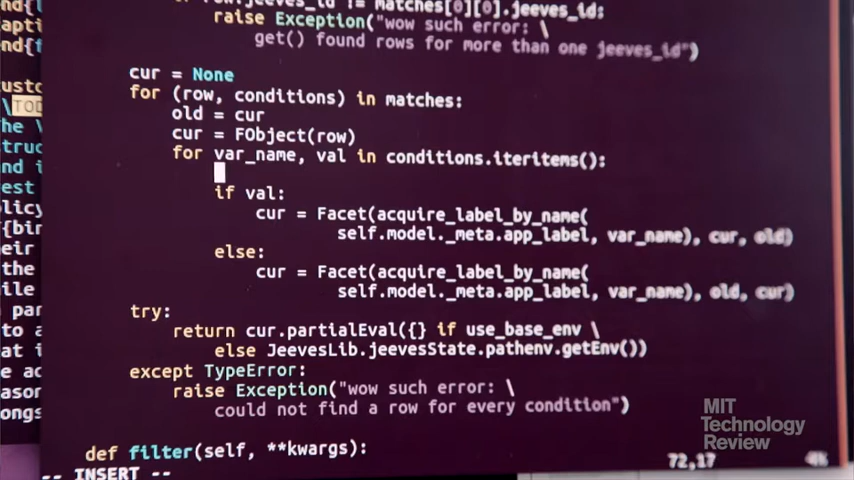 raise Exception("wow such error: \
get() found rows for more than one jeeves_id")
cur = None
for (row, conditions) in matches:
old = cur
cur = FObject(row)
for var_name, val in conditions.iteritems():
if val:
cur = Facet(acquire_label_by_name(
self.model._meta.app_label, var_name), cur, old)
else:
cur = Facet(acquire_label_by_name(
self.model._meta.app_label, var_name), old, cur)
try:
return cur.partialEval({} if use_base_env \
else JeevesLib.jeevesState.pathenv.getEnv())
except TypeError:
raise Exception("wow such error: \
could not find a row for every condition")
def filter(self, **kwargs):
-- INSERT --
72,17
MIT
Technology
Review